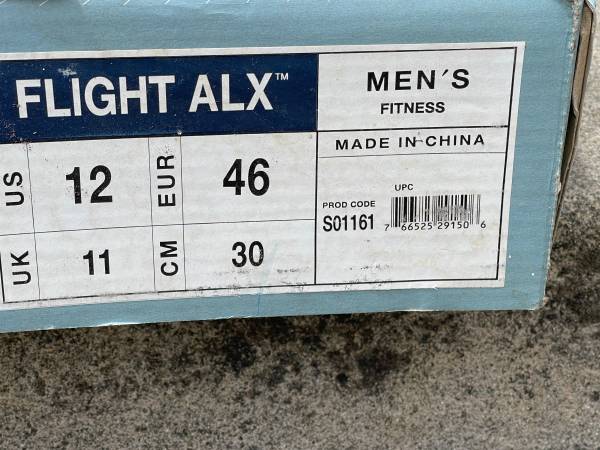 FLIGHT ALX™
MEN'S
FITNESS
MADE IN CHINA
US 12 EUR 46
UK 11 CM 30
UPC
PROD CODE
S01161
7 66525 29150 6